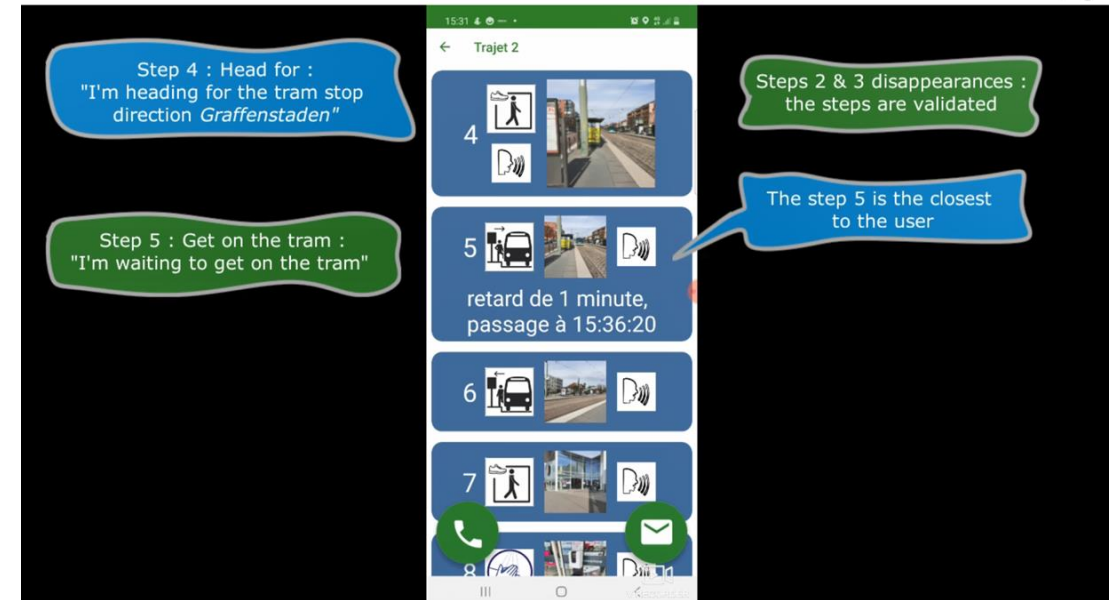 Step 4 : Head for :
"I'm heading for the tram stop
direction Graffenstaden"
Step 5 : Get on the tram :
"I'm waiting to get on the tram"
15:31
Trajet 2
4
5
retard de 1 minute,
passage à 15:36:20
6
7
8
Steps 2 & 3 disappearances :
the steps are validated
The step 5 is the closest
to the user